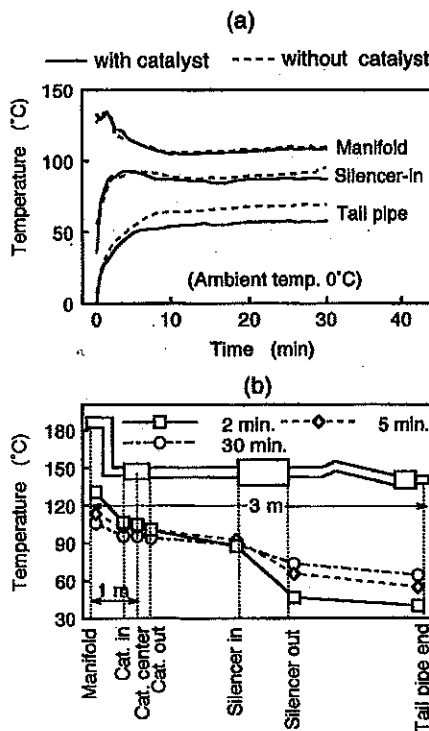 (a)
with catalyst without catalyst
Temperature (°C)
150
100
50
0
Manifold
Silencer-in
Tail pipe
(Ambient temp. 0°C)
0 10 20 30 40
Time (min)
(b)
Temperature (°C)
180
150
120
90
60
30
2 min. 5 min.
30 min.
3 m
1 m
Manifold
Cat. in
Cat. center
Cat. out
Silencer in
Silencer out
Tail pipe end